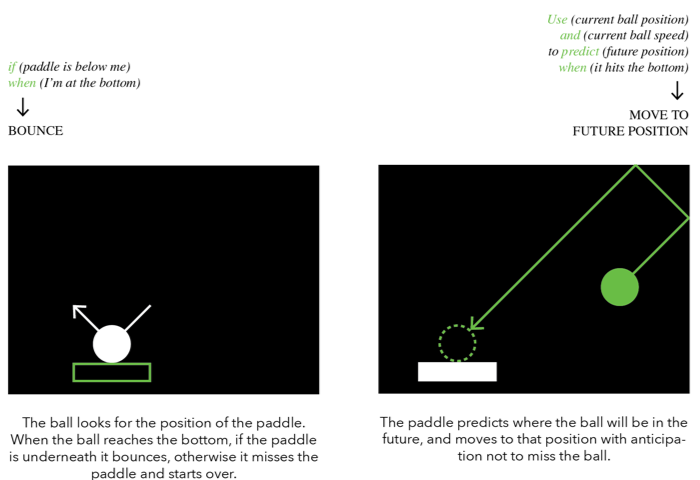 if (paddle is below me)
when (I'm at the bottom)
BOUNCE
The ball looks for the position of the paddle.
When the ball reaches the bottom, if the paddle
is underneath it bounces, otherwise it misses the
paddle and starts over.
Use (current ball position)
and (current ball speed)
to predict (future position)
when (it hits the bottom)
MOVE TO
FUTURE POSITION
The paddle predicts where the ball will be in the
future, and moves to that position with anticipa-
tion not to miss the ball.